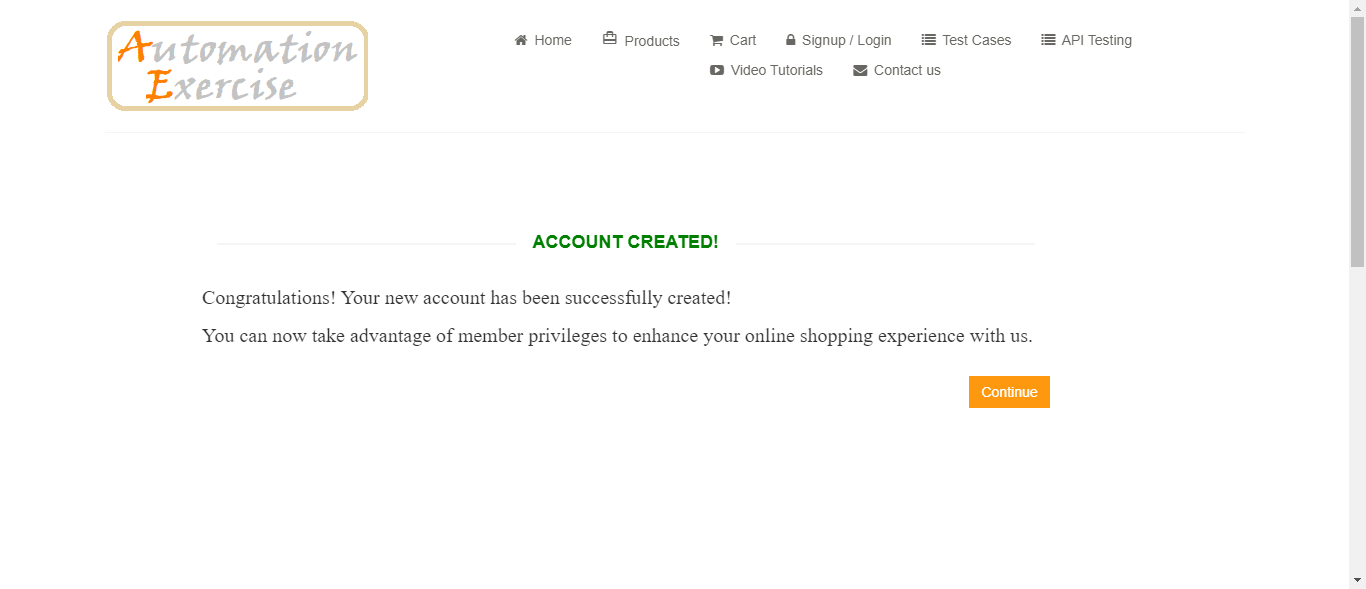 Automation
Exercise
Home Products Cart Signup / Login Test Cases API Testing
Video Tutorials Contact us
ACCOUNT CREATED!
Congratulations! Your new account has been successfully created!
You can now take advantage of member privileges to enhance your online shopping experience with us.
Continue